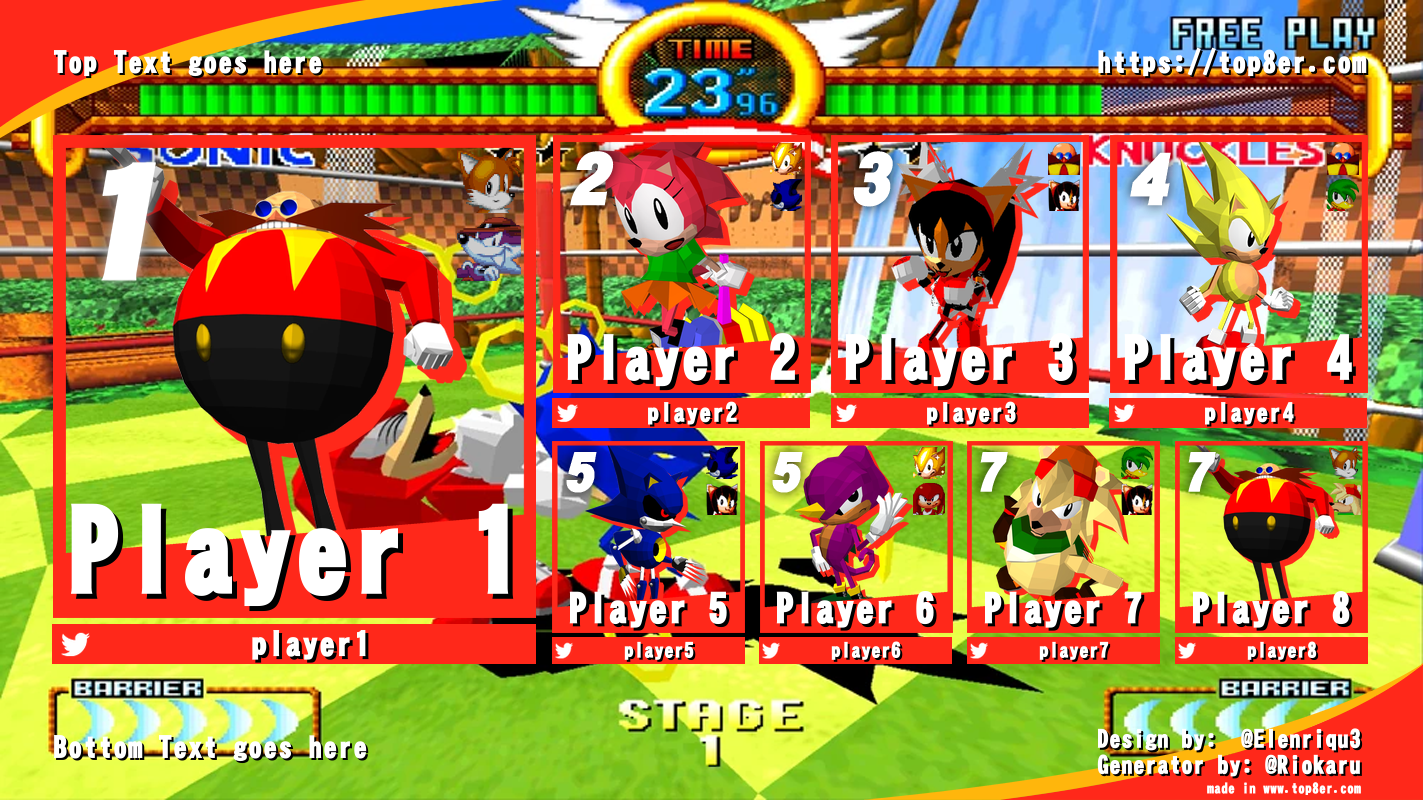 FREE PLAY
TIME
Top Text goes here
https://top8er.com
23"96
SONIC
KNUCKLES
1
2
3
4
Player 2
Player 3
Player 4
player2
player3
player4
5
5
7
7
Player 1
Player 5
Player 6
Player 7
Player 8
player1
player5
player6
player7
player8
BARRIER
BARRIER
STAGE
1
Bottom Text goes here
Design by: @Elenriqu3
Generator by: @Riokaru
made in www.top8er.com